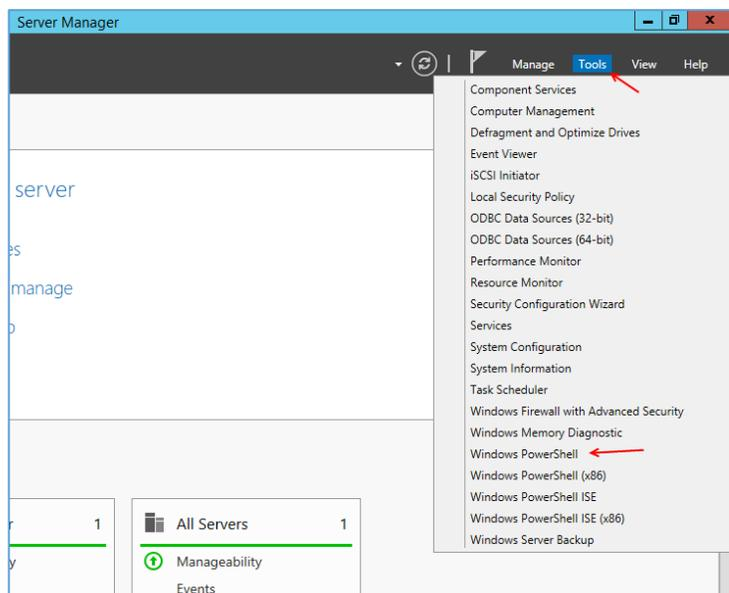 Server Manager
Manage Tools View Help
Component Services
Computer Management
Defragment and Optimize Drives
Event Viewer
iSCSI Initiator
Local Security Policy
ODBC Data Sources (32-bit)
ODBC Data Sources (64-bit)
Performance Monitor
Resource Monitor
Security Configuration Wizard
Services
System Configuration
System Information
Task Scheduler
Windows Firewall with Advanced Security
Windows Memory Diagnostic
Windows PowerShell
Windows PowerShell (x86)
Windows PowerShell ISE
Windows PowerShell ISE (x86)
Windows Server Backup
server
manage
1
All Servers 1
Manageability
Events